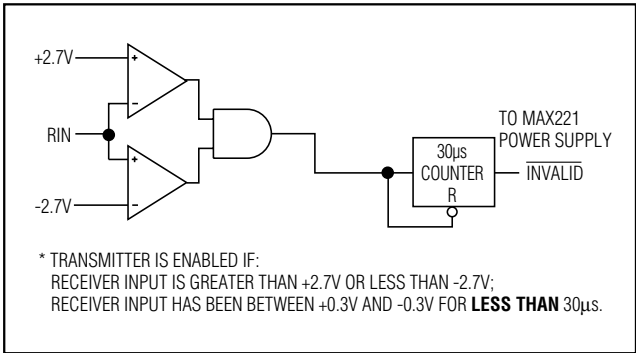 +2.7V
+
-
RIN
+
-
-2.7V
30µs
COUNTER
R
TO MAX221
POWER SUPPLY
INVALID
* TRANSMITTER IS ENABLED IF:
RECEIVER INPUT IS GREATER THAN +2.7V OR LESS THAN -2.7V;
RECEIVER INPUT HAS BEEN BETWEEN +0.3V AND -0.3V FOR LESS THAN 30µs.